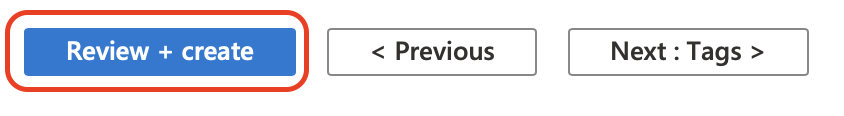 Review + create < Previous Next : Tags >